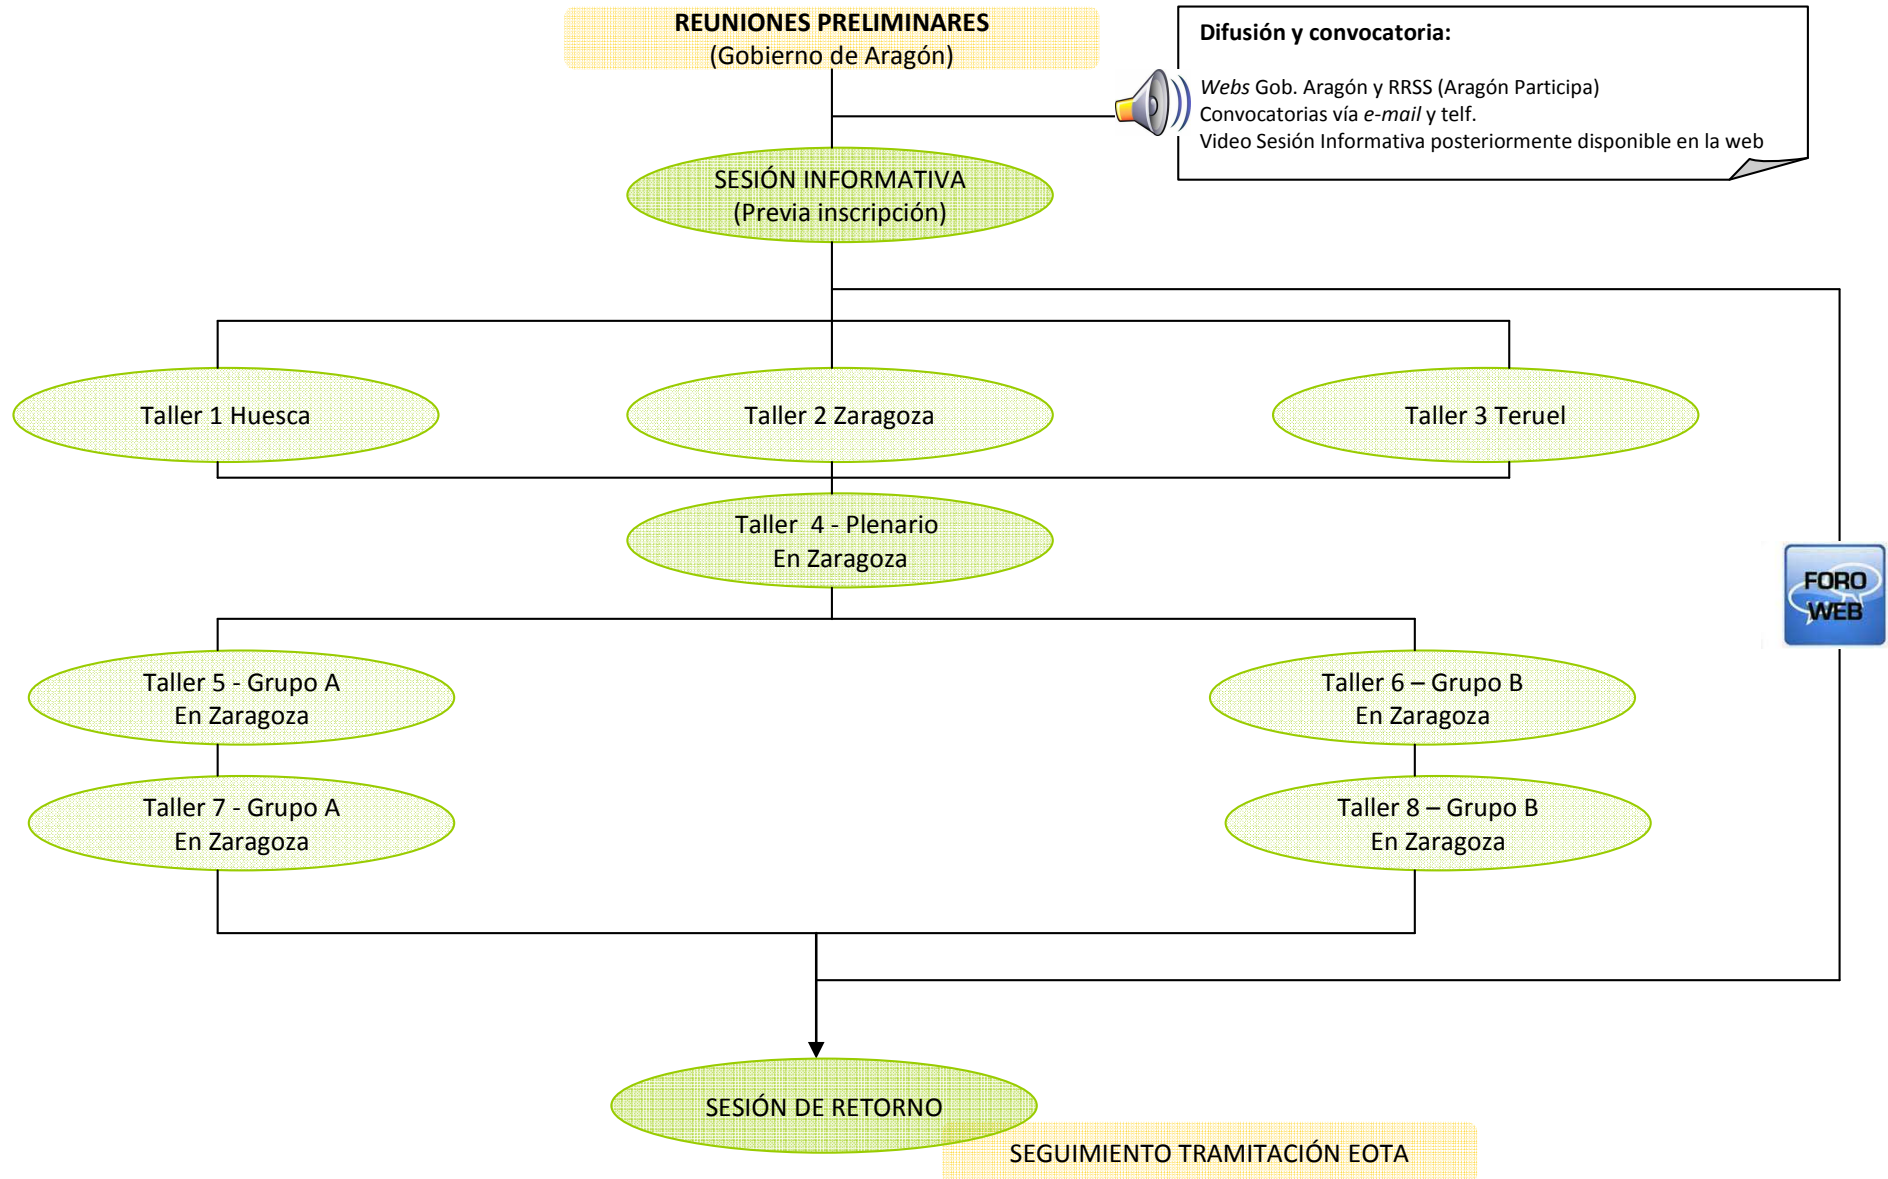 REUNIONES PRELIMINARES
(Gobierno de Aragón)
Difusión y convocatoria:
Webs Gob. Aragón y RRSS (Aragón Participa)
Convocatorias vía e-mail y telf.
Video Sesión Informativa posteriormente disponible en la web
SESIÓN INFORMATIVA
(Previa inscripción)
Taller 1 Huesca
Taller 2 Zaragoza
Taller 3 Teruel
Taller  4 - Plenario
En Zaragoza
FORO
WEB
Taller 5 - Grupo A
En Zaragoza
Taller 6 – Grupo B
En Zaragoza
Taller 7 - Grupo A
En Zaragoza
Taller 8 – Grupo B
En Zaragoza
SESIÓN DE RETORNO
SEGUIMIENTO TRAMITACIÓN EOTA